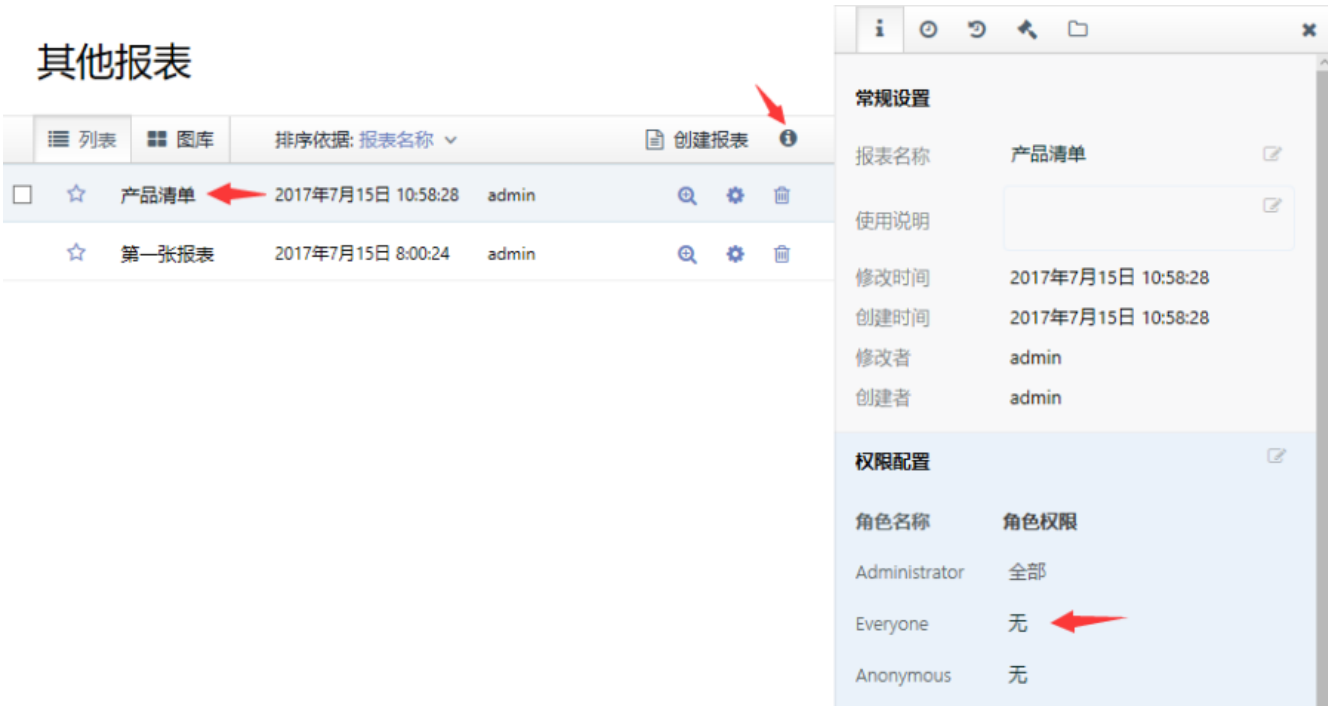 其他报表
列表 图库 排序依据: 报表名称 创建报表
产品清单 2017年7月15日 10:58:28 admin
第一张报表 2017年7月15日 8:00:24 admin
常规设置
报表名称 产品清单
使用说明
修改时间 2017年7月15日 10:58:28
创建时间 2017年7月15日 10:58:28
修改者 admin
创建者 admin
权限配置
角色名称 角色权限
Administrator 全部
Everyone 无
Anonymous 无